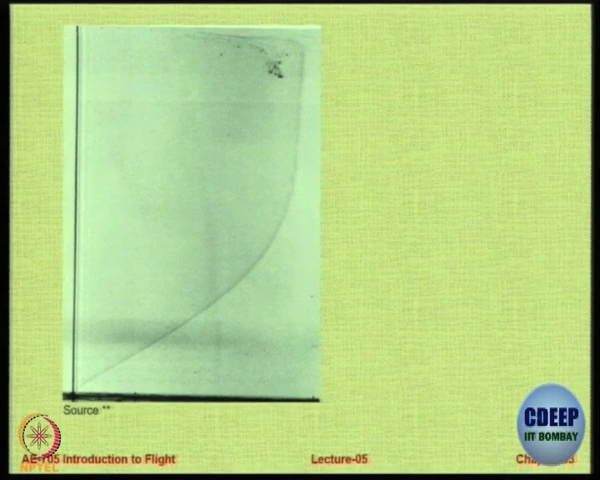 Source **
CDEEP
IIT BOMBAY
NPTEL
AE-705 Introduction to Flight
Lecture-05